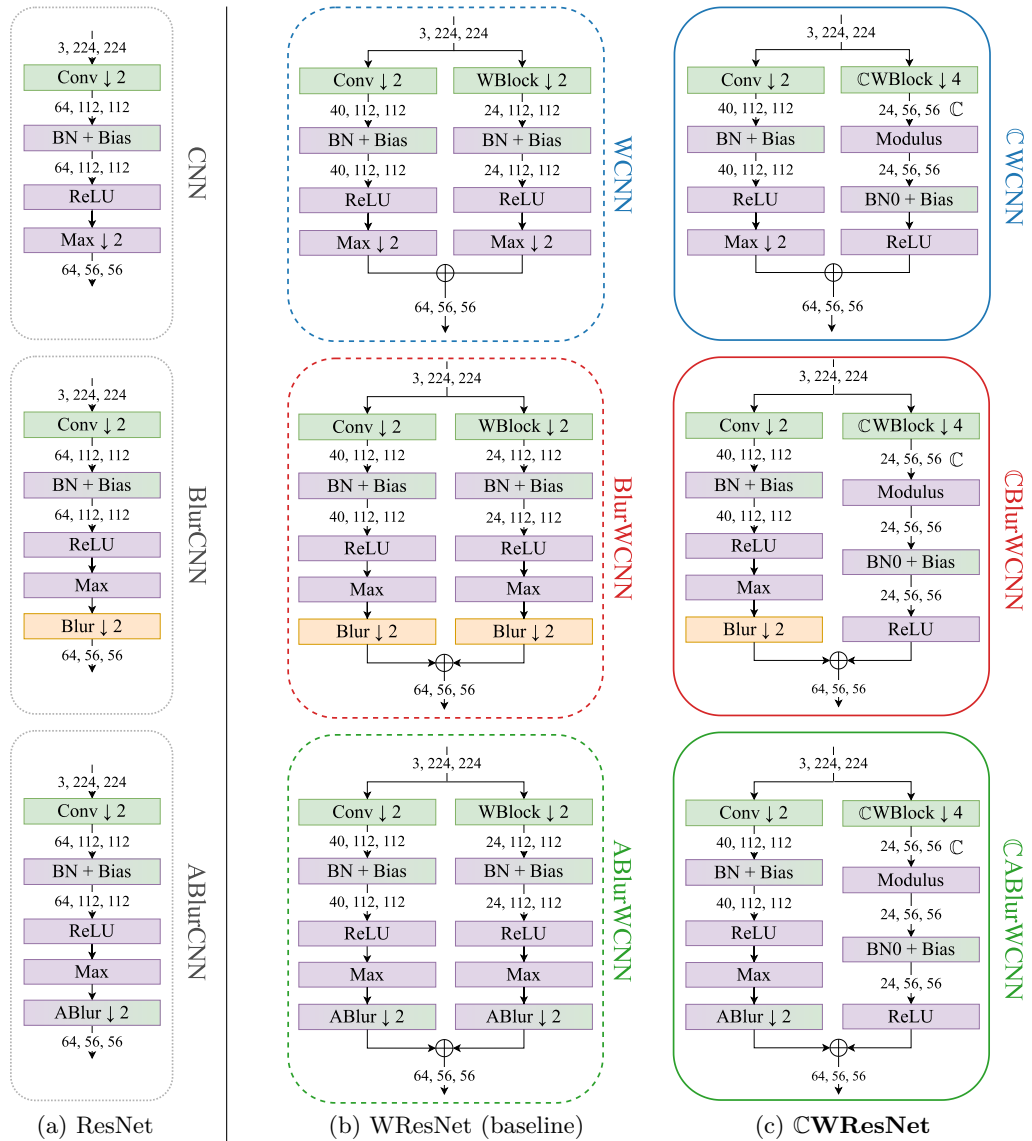 3, 224, 224
Conv ↓ 2
64, 112, 112
BN + Bias
64, 112, 112
ReLU
Max ↓ 2
64, 56, 56
CNN
3, 224, 224
Conv ↓ 2
64, 112, 112
BN + Bias
64, 112, 112
ReLU
Max
Blur ↓ 2
64, 56, 56
BlurCNN
3, 224, 224
Conv ↓ 2
64, 112, 112
BN + Bias
64, 112, 112
ReLU
Max
ABlur ↓ 2
64, 56, 56
ABlurCNN
(a) ResNet
3, 224, 224
Conv ↓ 2
40, 112, 112
BN + Bias
40, 112, 112
ReLU
Max ↓ 2
WBlock ↓ 2
24, 112, 112
BN + Bias
24, 112, 112
ReLU
Max ↓ 2
64, 56, 56
WCNN
3, 224, 224
Conv ↓ 2
40, 112, 112
BN + Bias
40, 112, 112
ReLU
Max
Blur ↓ 2
WBlock ↓ 2
24, 112, 112
BN + Bias
24, 112, 112
ReLU
Max
Blur ↓ 2
64, 56, 56
BlurWCNN
3, 224, 224
Conv ↓ 2
40, 112, 112
BN + Bias
40, 112, 112
ReLU
Max
ABlur ↓ 2
WBlock ↓ 2
24, 112, 112
BN + Bias
24, 112, 112
ReLU
Max
ABlur ↓ 2
64, 56, 56
ABlurWCNN
(b) WResNet (baseline)
3, 224, 224
Conv ↓ 2
40, 112, 112
BN + Bias
40, 112, 112
ReLU
Max ↓ 2
ℂWBlock ↓ 4
24, 56, 56 ℂ
Modulus
24, 56, 56
BN0 + Bias
ReLU
64, 56, 56
ℂWCNN
3, 224, 224
Conv ↓ 2
40, 112, 112
BN + Bias
40, 112, 112
ReLU
Max
Blur ↓ 2
ℂWBlock ↓ 4
24, 56, 56 ℂ
Modulus
24, 56, 56
BN0 + Bias
24, 56, 56
ReLU
64, 56, 56
ℂBlurWCNN
3, 224, 224
Conv ↓ 2
40, 112, 112
BN + Bias
40, 112, 112
ReLU
Max
ABlur ↓ 2
ℂWBlock ↓ 4
24, 56, 56 ℂ
Modulus
24, 56, 56
BN0 + Bias
24, 56, 56
ReLU
64, 56, 56
ℂABlurWCNN
(c) ℂWResNet